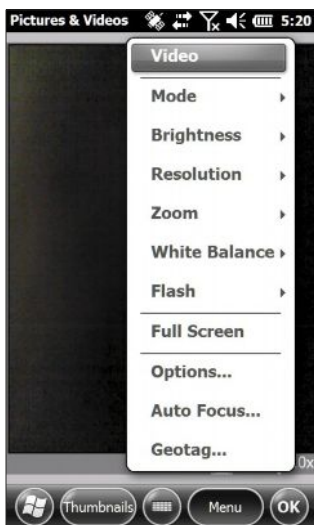 Pictures & Videos 5:20
Video
Mode
Brightness
Resolution
Zoom
White Balance
Flash
Full Screen
Options...
Auto Focus...
Geotag...
0x
Thumbnails Menu OK